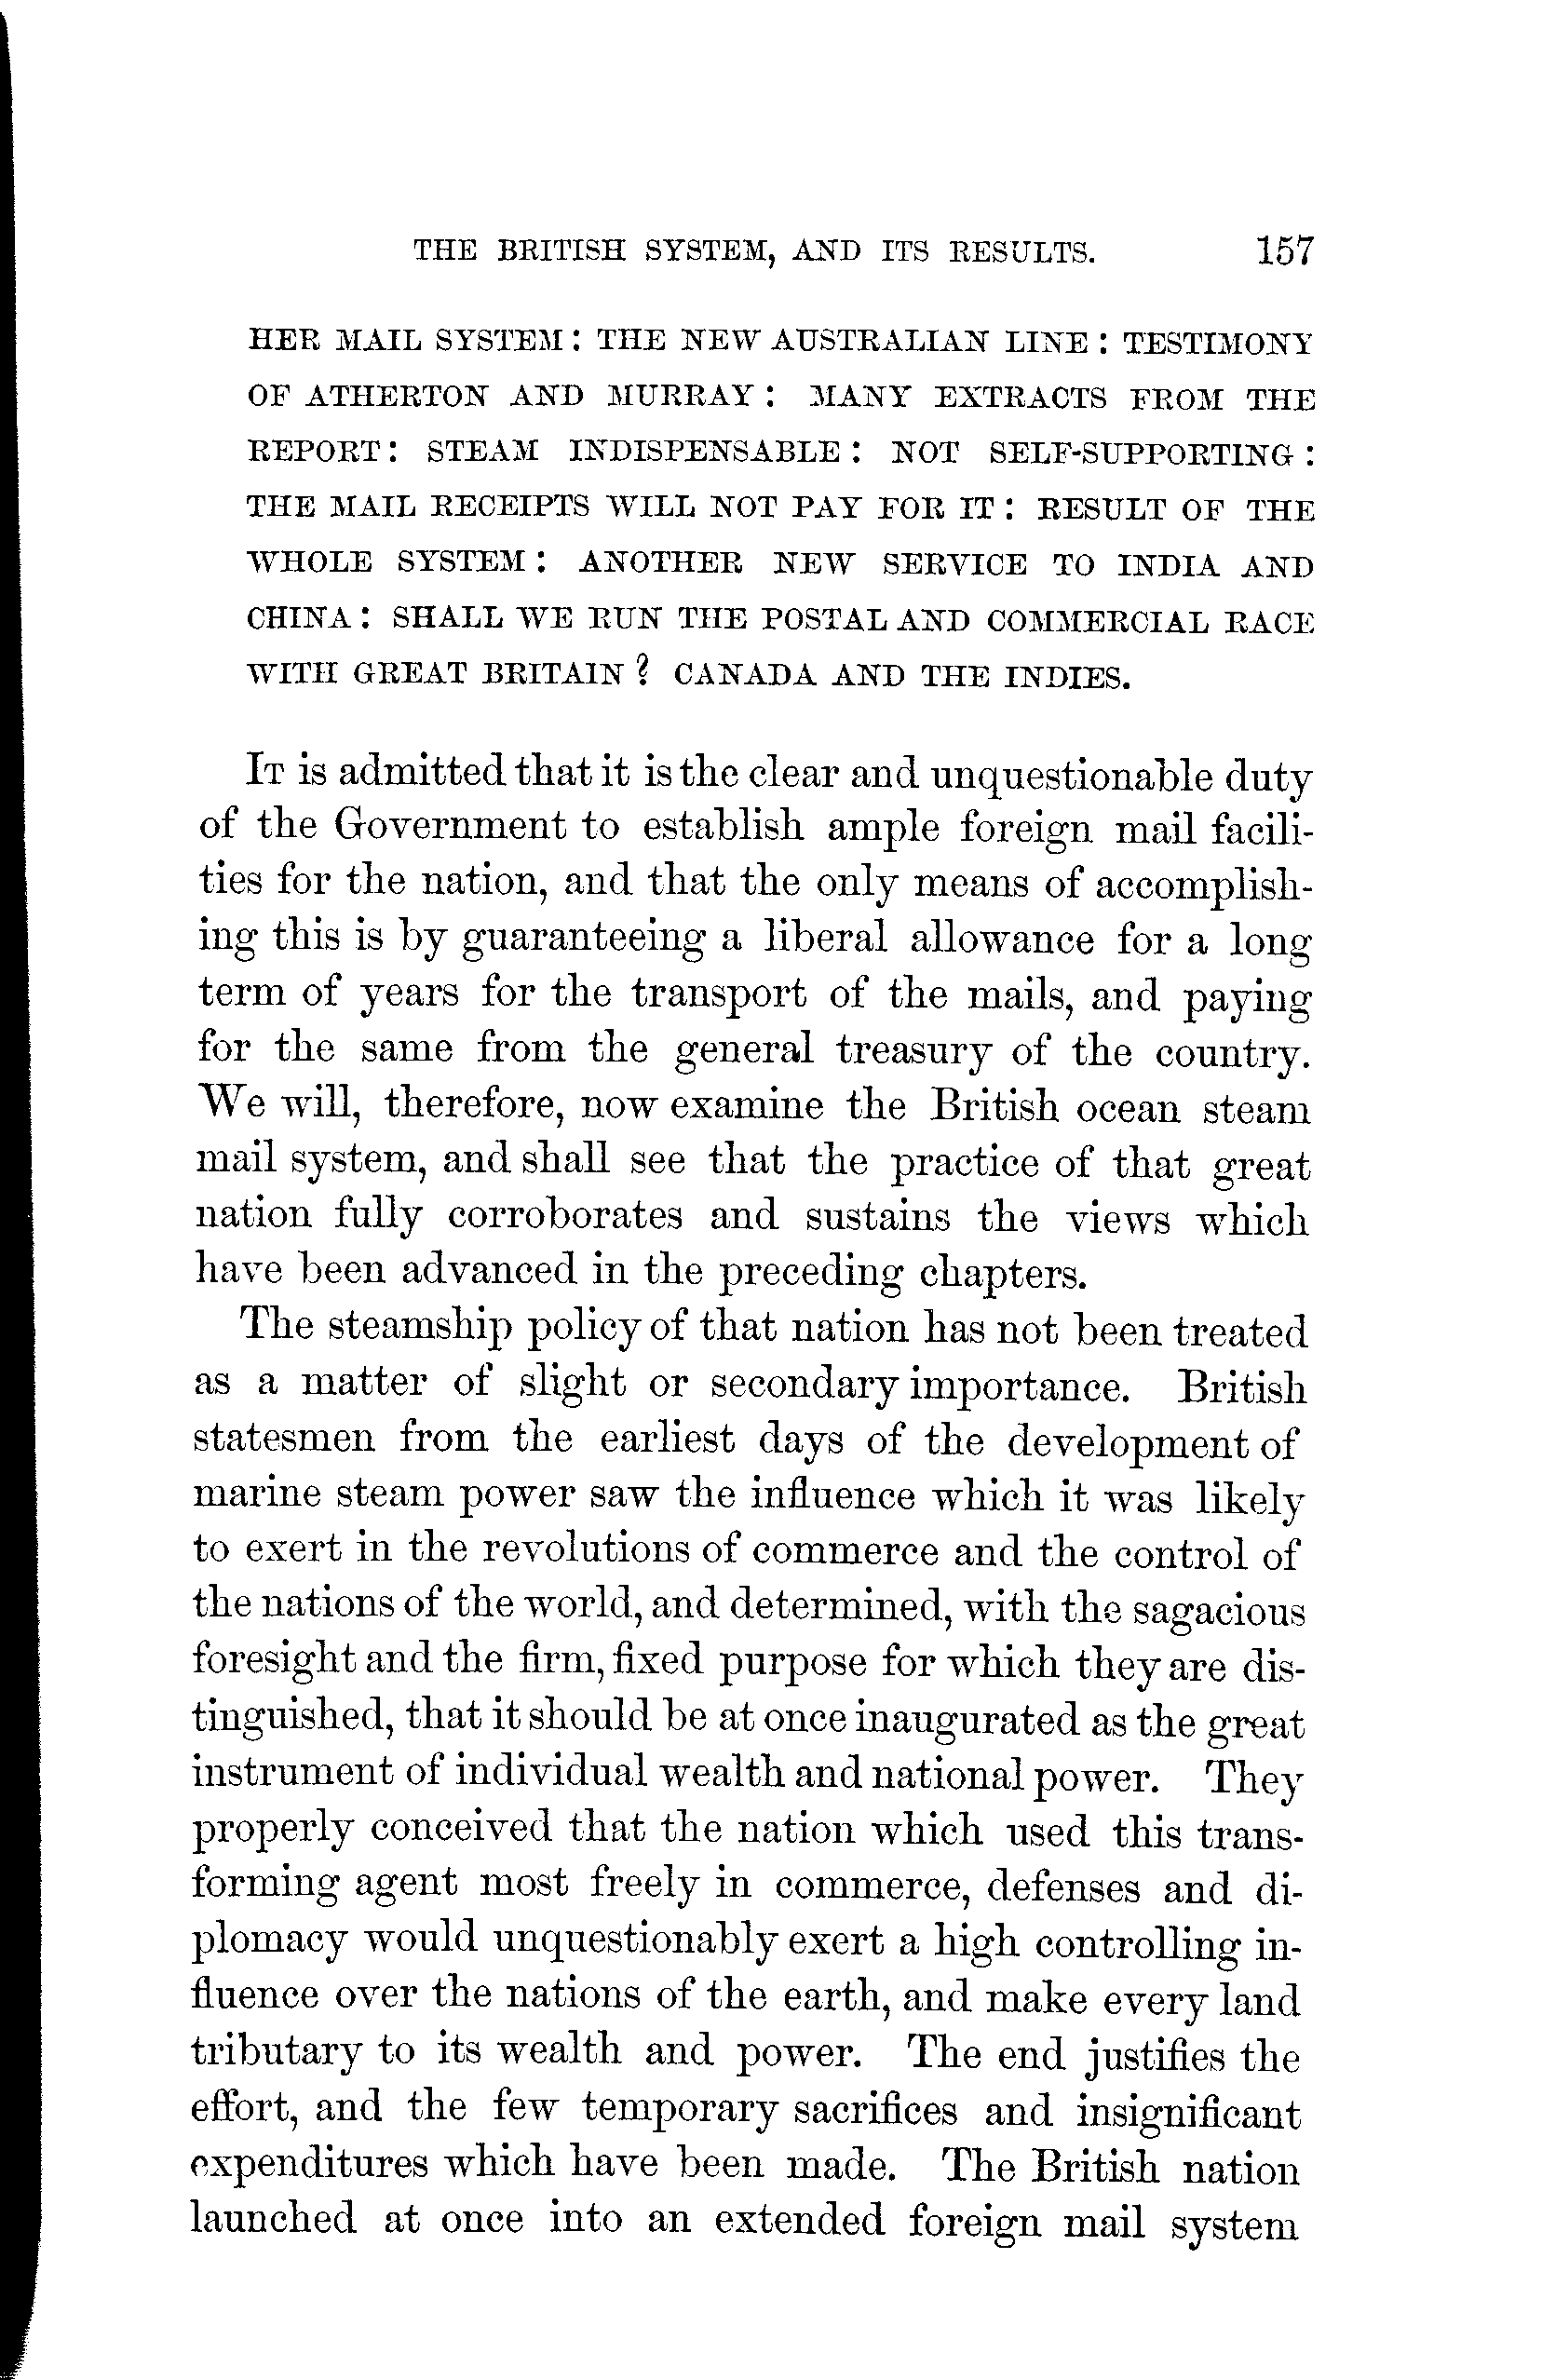 THE BRITISH SYSTEM, AND ITS RESULTS. 157
HER MAIL SYSTEM: THE NEW AUSTRALIAN LINE: TESTIMONY
OF ATHERTON AND MURRAY: MANY EXTRACTS FROM THE
REPORT: STEAM INDISPENSABLE: NOT SELF-SUPPORTING:
THE MAIL RECEIPTS WILL NOT PAY FOR IT: RESULT OF THE
WHOLE SYSTEM: ANOTHER NEW SERVICE TO INDIA AND
CHINA: SHALL WE RUN THE POSTAL AND COMMERCIAL RACE
WITH GREAT BRITAIN? CANADA AND THE INDIES.
IT is admitted that it is the clear and unquestionable duty
of the Government to establish ample foreign mail facili-
ties for the nation, and that the only means of accomplish-
ing this is by guaranteeing a liberal allowance for a long
term of years for the transport of the mails, and paying
for the same from the general treasury of the country.
We will, therefore, now examine the British ocean steam
mail system, and shall see that the practice of that great
nation fully corroborates and sustains the views which
have been advanced in the preceding chapters.
The steamship policy of that nation has not been treated
as a matter of slight or secondary importance. British
statesmen from the earliest days of the development of
marine steam power saw the influence which it was likely
to exert in the revolutions of commerce and the control of
the nations of the world, and determined, with the sagacious
foresight and the firm, fixed purpose for which they are dis-
tinguished, that it should be at once inaugurated as the great
instrument of individual wealth and national power. They
properly conceived that the nation which used this trans-
forming agent most freely in commerce, defenses and di-
plomacy would unquestionably exert a high controlling in-
fluence over the nations of the earth, and make every land
tributary to its wealth and power. The end justifies the
effort, and the few temporary sacrifices and insignificant
expenditures which have been made. The British nation
launched at once into an extended foreign mail system